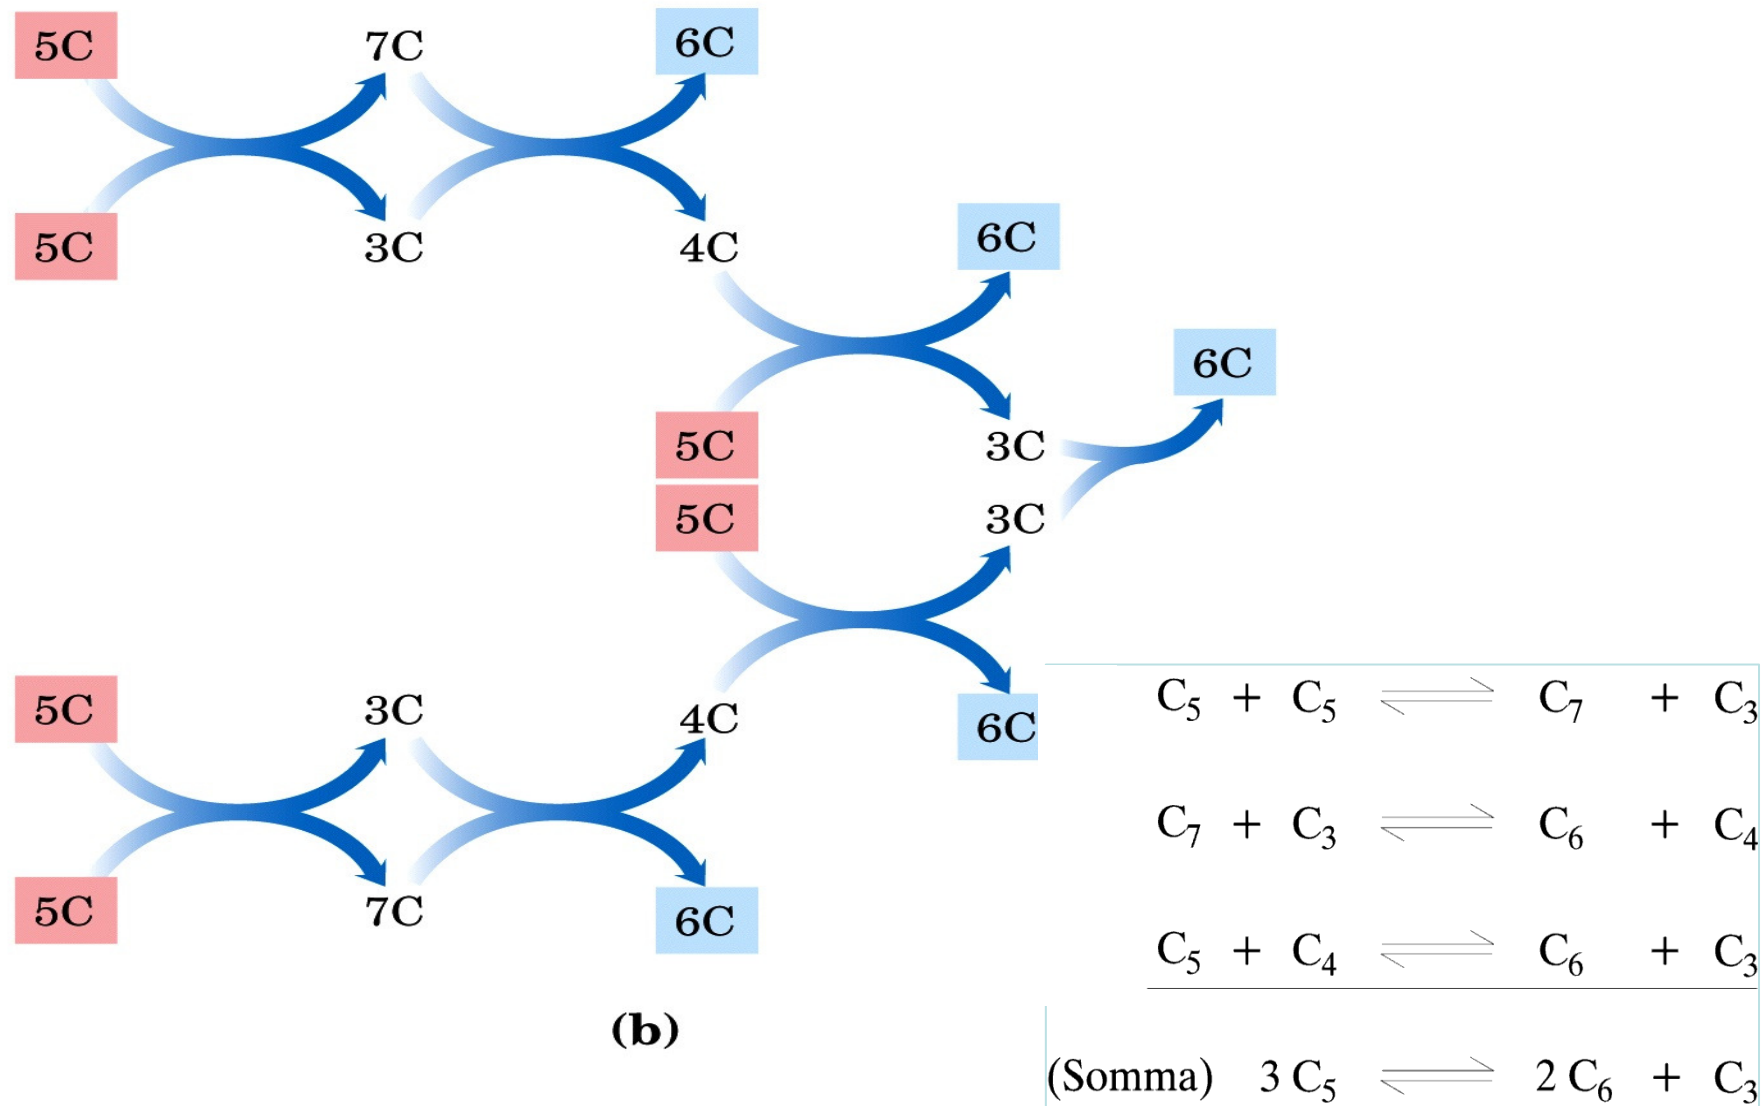 5C 7C 6C
5C 3C 4C 6C
6C
5C 3C
5C 3C
5C 3C 4C 6C
5C 7C 6C
(b)
C₅ + C₅ ⇌ C₇ + C₃
C₇ + C₃ ⇌ C₆ + C₄
C₅ + C₄ ⇌ C₆ + C₃
(Somma) 3 C₅ ⇌ 2 C₆ + C₃